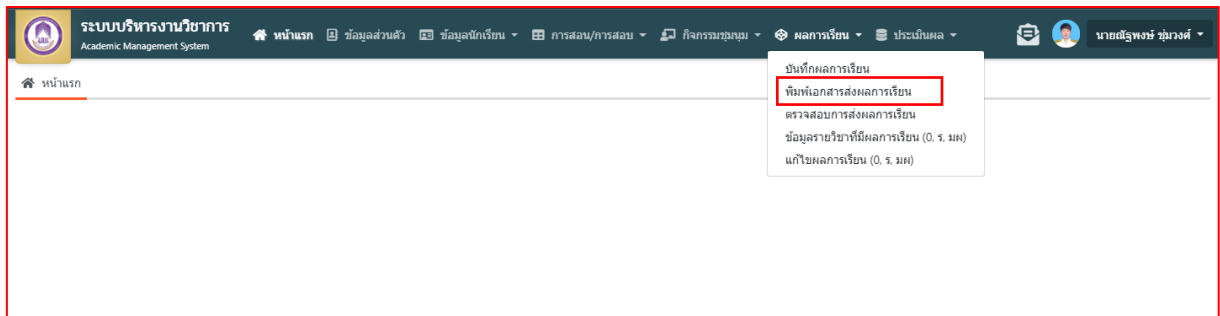 ระบบบริหารงานวิชาการ
Academic Management System
หน้าแรก ข้อมูลส่วนตัว ข้อมูลนักเรียน การสอน/การสอบ กิจกรรมชุมนุม ผลการเรียน ประเมินผล นายณัฐพงษ์ ชุ่มวงศ์
หน้าแรก
บันทึกผลการเรียน
พิมพ์เอกสารส่งผลการเรียน
ตรวจสอบการส่งผลการเรียน
ข้อมูลรายวิชาที่มีผลการเรียน (0, ร, มผ)
แก้ไขผลการเรียน (0, ร, มผ)